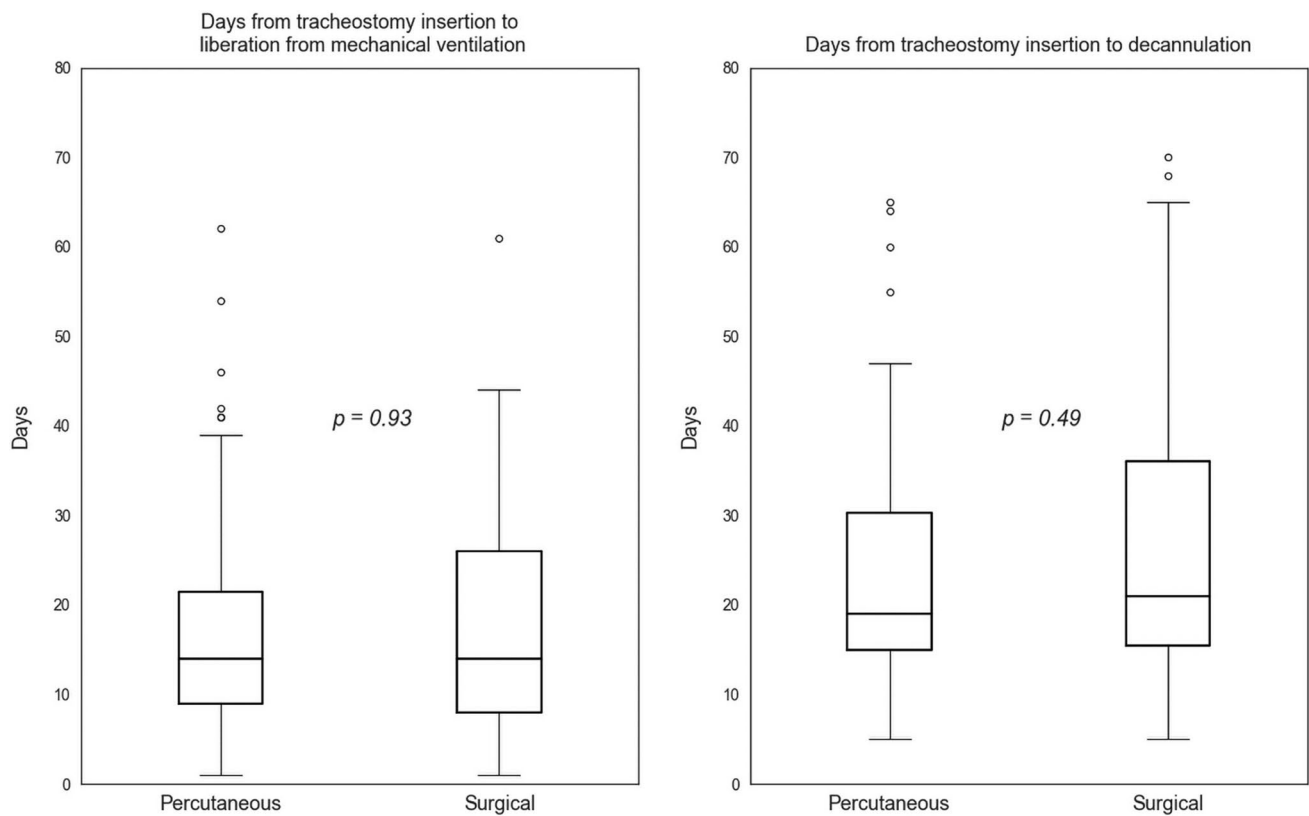 Days from tracheostomy insertion to
liberation from mechanical ventilation
80
70
60
50
40
30
20
10
0
Days
p = 0.93
Percutaneous
Surgical
Days from tracheostomy insertion to decannulation
80
70
60
50
40
30
20
10
0
Days
p = 0.49
Percutaneous
Surgical